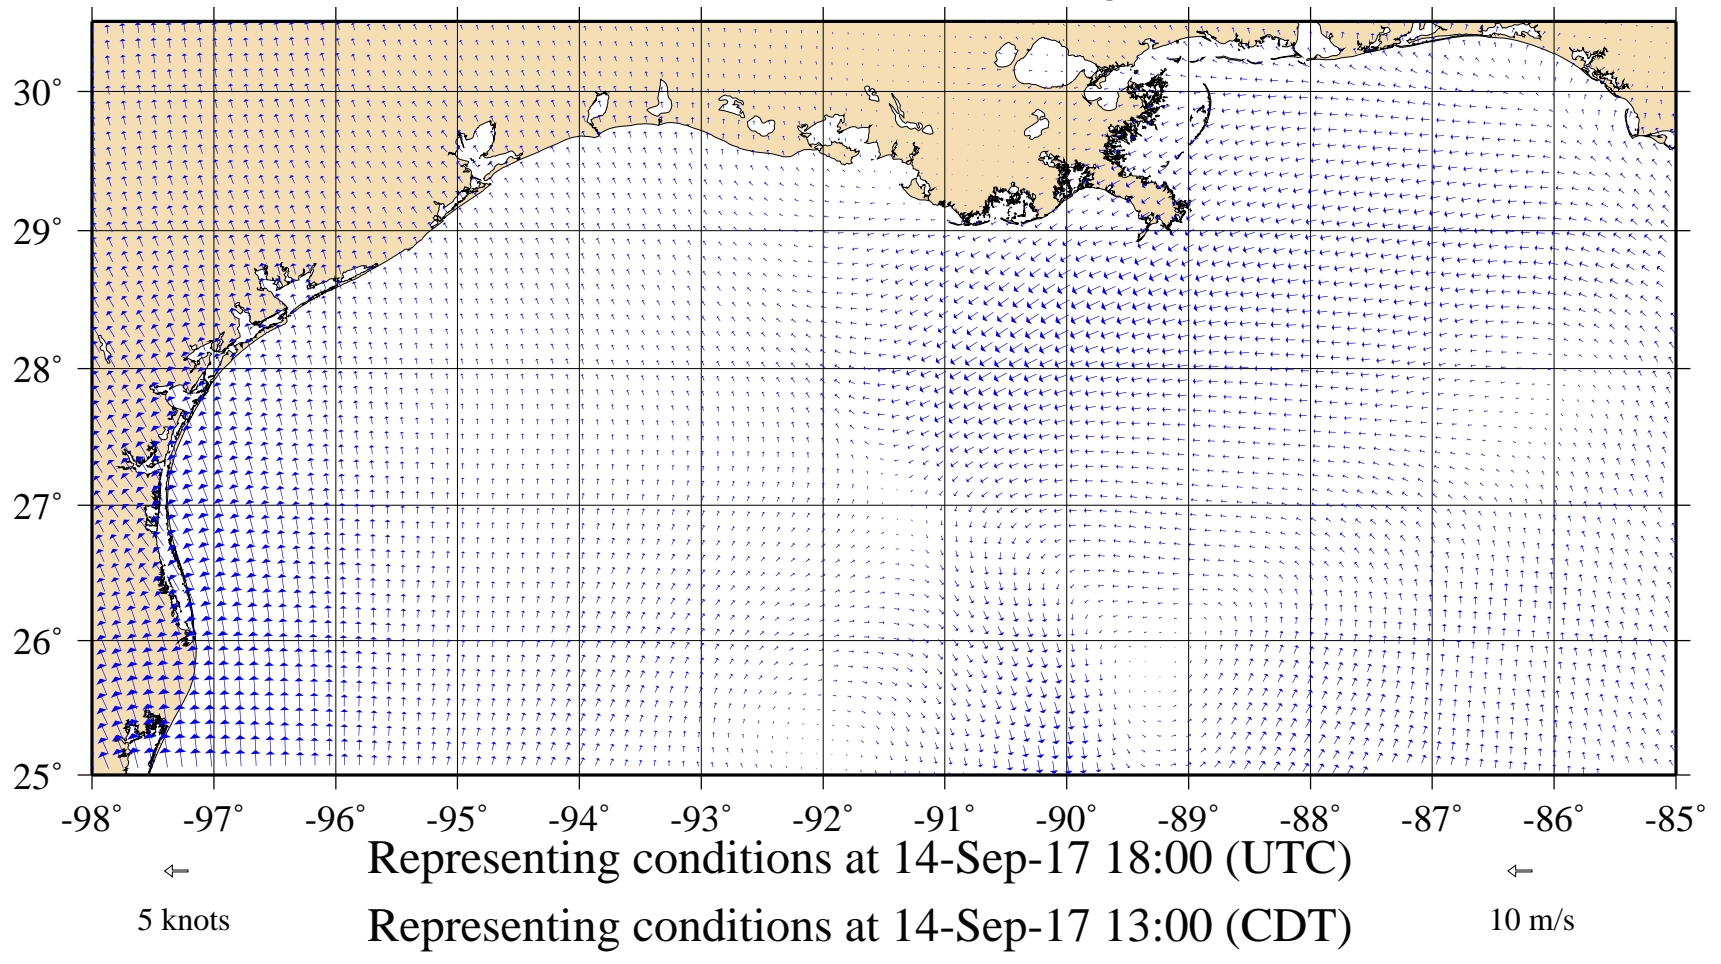 30°
29°
28°
27°
26°
25°
-98° -97° -96° -95° -94° -93° -92° -91° -90° -89° -88° -87° -86° -85°
Representing conditions at 14-Sep-17 18:00 (UTC)
5 knots
Representing conditions at 14-Sep-17 13:00 (CDT)
10 m/s